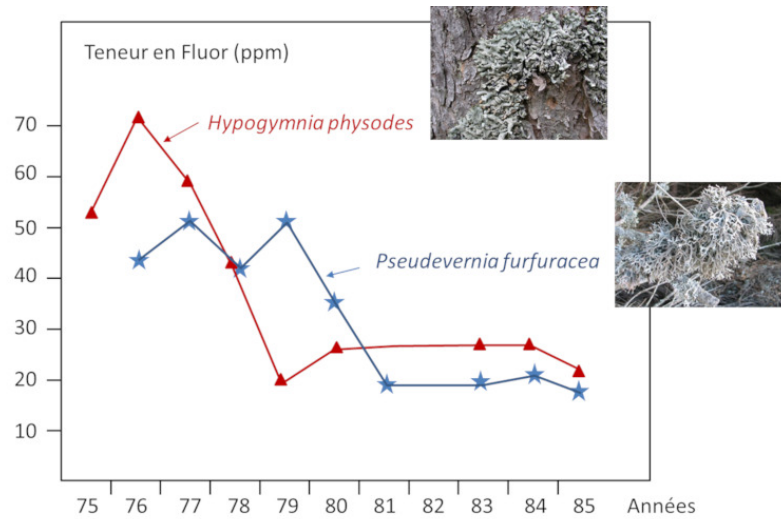 Teneur en Fluor (ppm)
Hypogymnia physodes
Pseudevernia furfuracea
70
60
50
40
30
20
10
75 76 77 78 79 80 81 82 83 84 85 Années